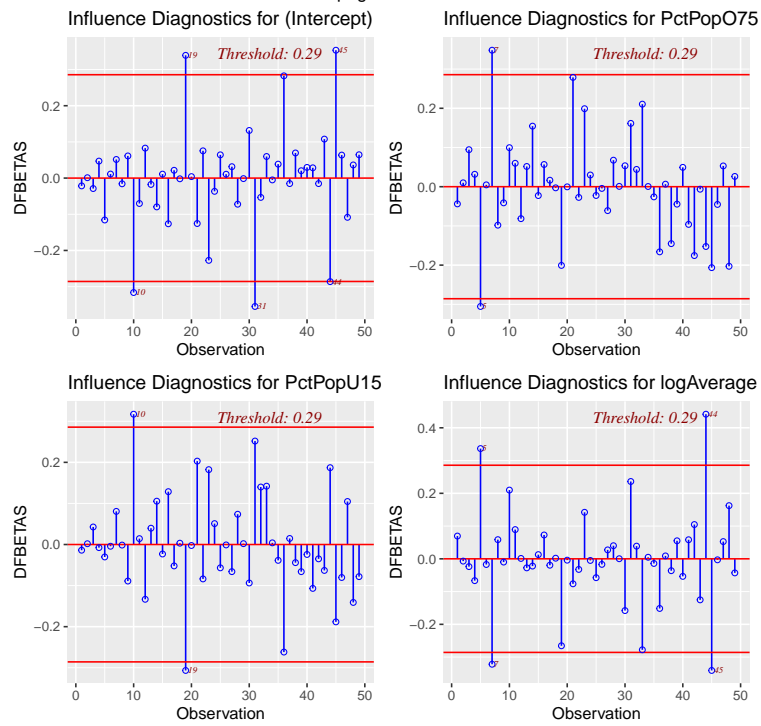 Influence Diagnostics for (Intercept)
Threshold: 0.29
19
45
10
31
44
0.2
0.0
−0.2
DFBETAS
0 10 20 30 40 50
Observation
Influence Diagnostics for PctPopO75
Threshold: 0.29
7
5
0.2
0.0
−0.2
DFBETAS
0 10 20 30 40 50
Observation
Influence Diagnostics for PctPopU15
Threshold: 0.29
10
19
0.2
0.0
−0.2
DFBETAS
0 10 20 30 40 50
Observation
Influence Diagnostics for logAverage
Threshold: 0.29
44
5
7
45
0.4
0.2
0.0
−0.2
DFBETAS
0 10 20 30 40 50
Observation